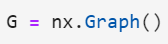 G = nx.Graph()